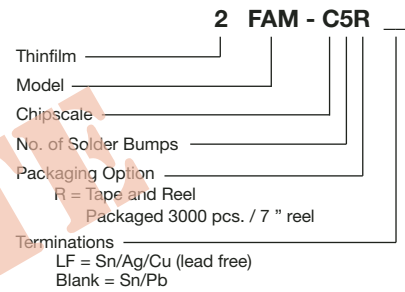 2 FAM - C5R __
Thinfilm
Model
Chipscale
No. of Solder Bumps
Packaging Option
R = Tape and Reel
Packaged 3000 pcs. / 7 " reel
Terminations
LF = Sn/Ag/Cu (lead free)
Blank = Sn/Pb